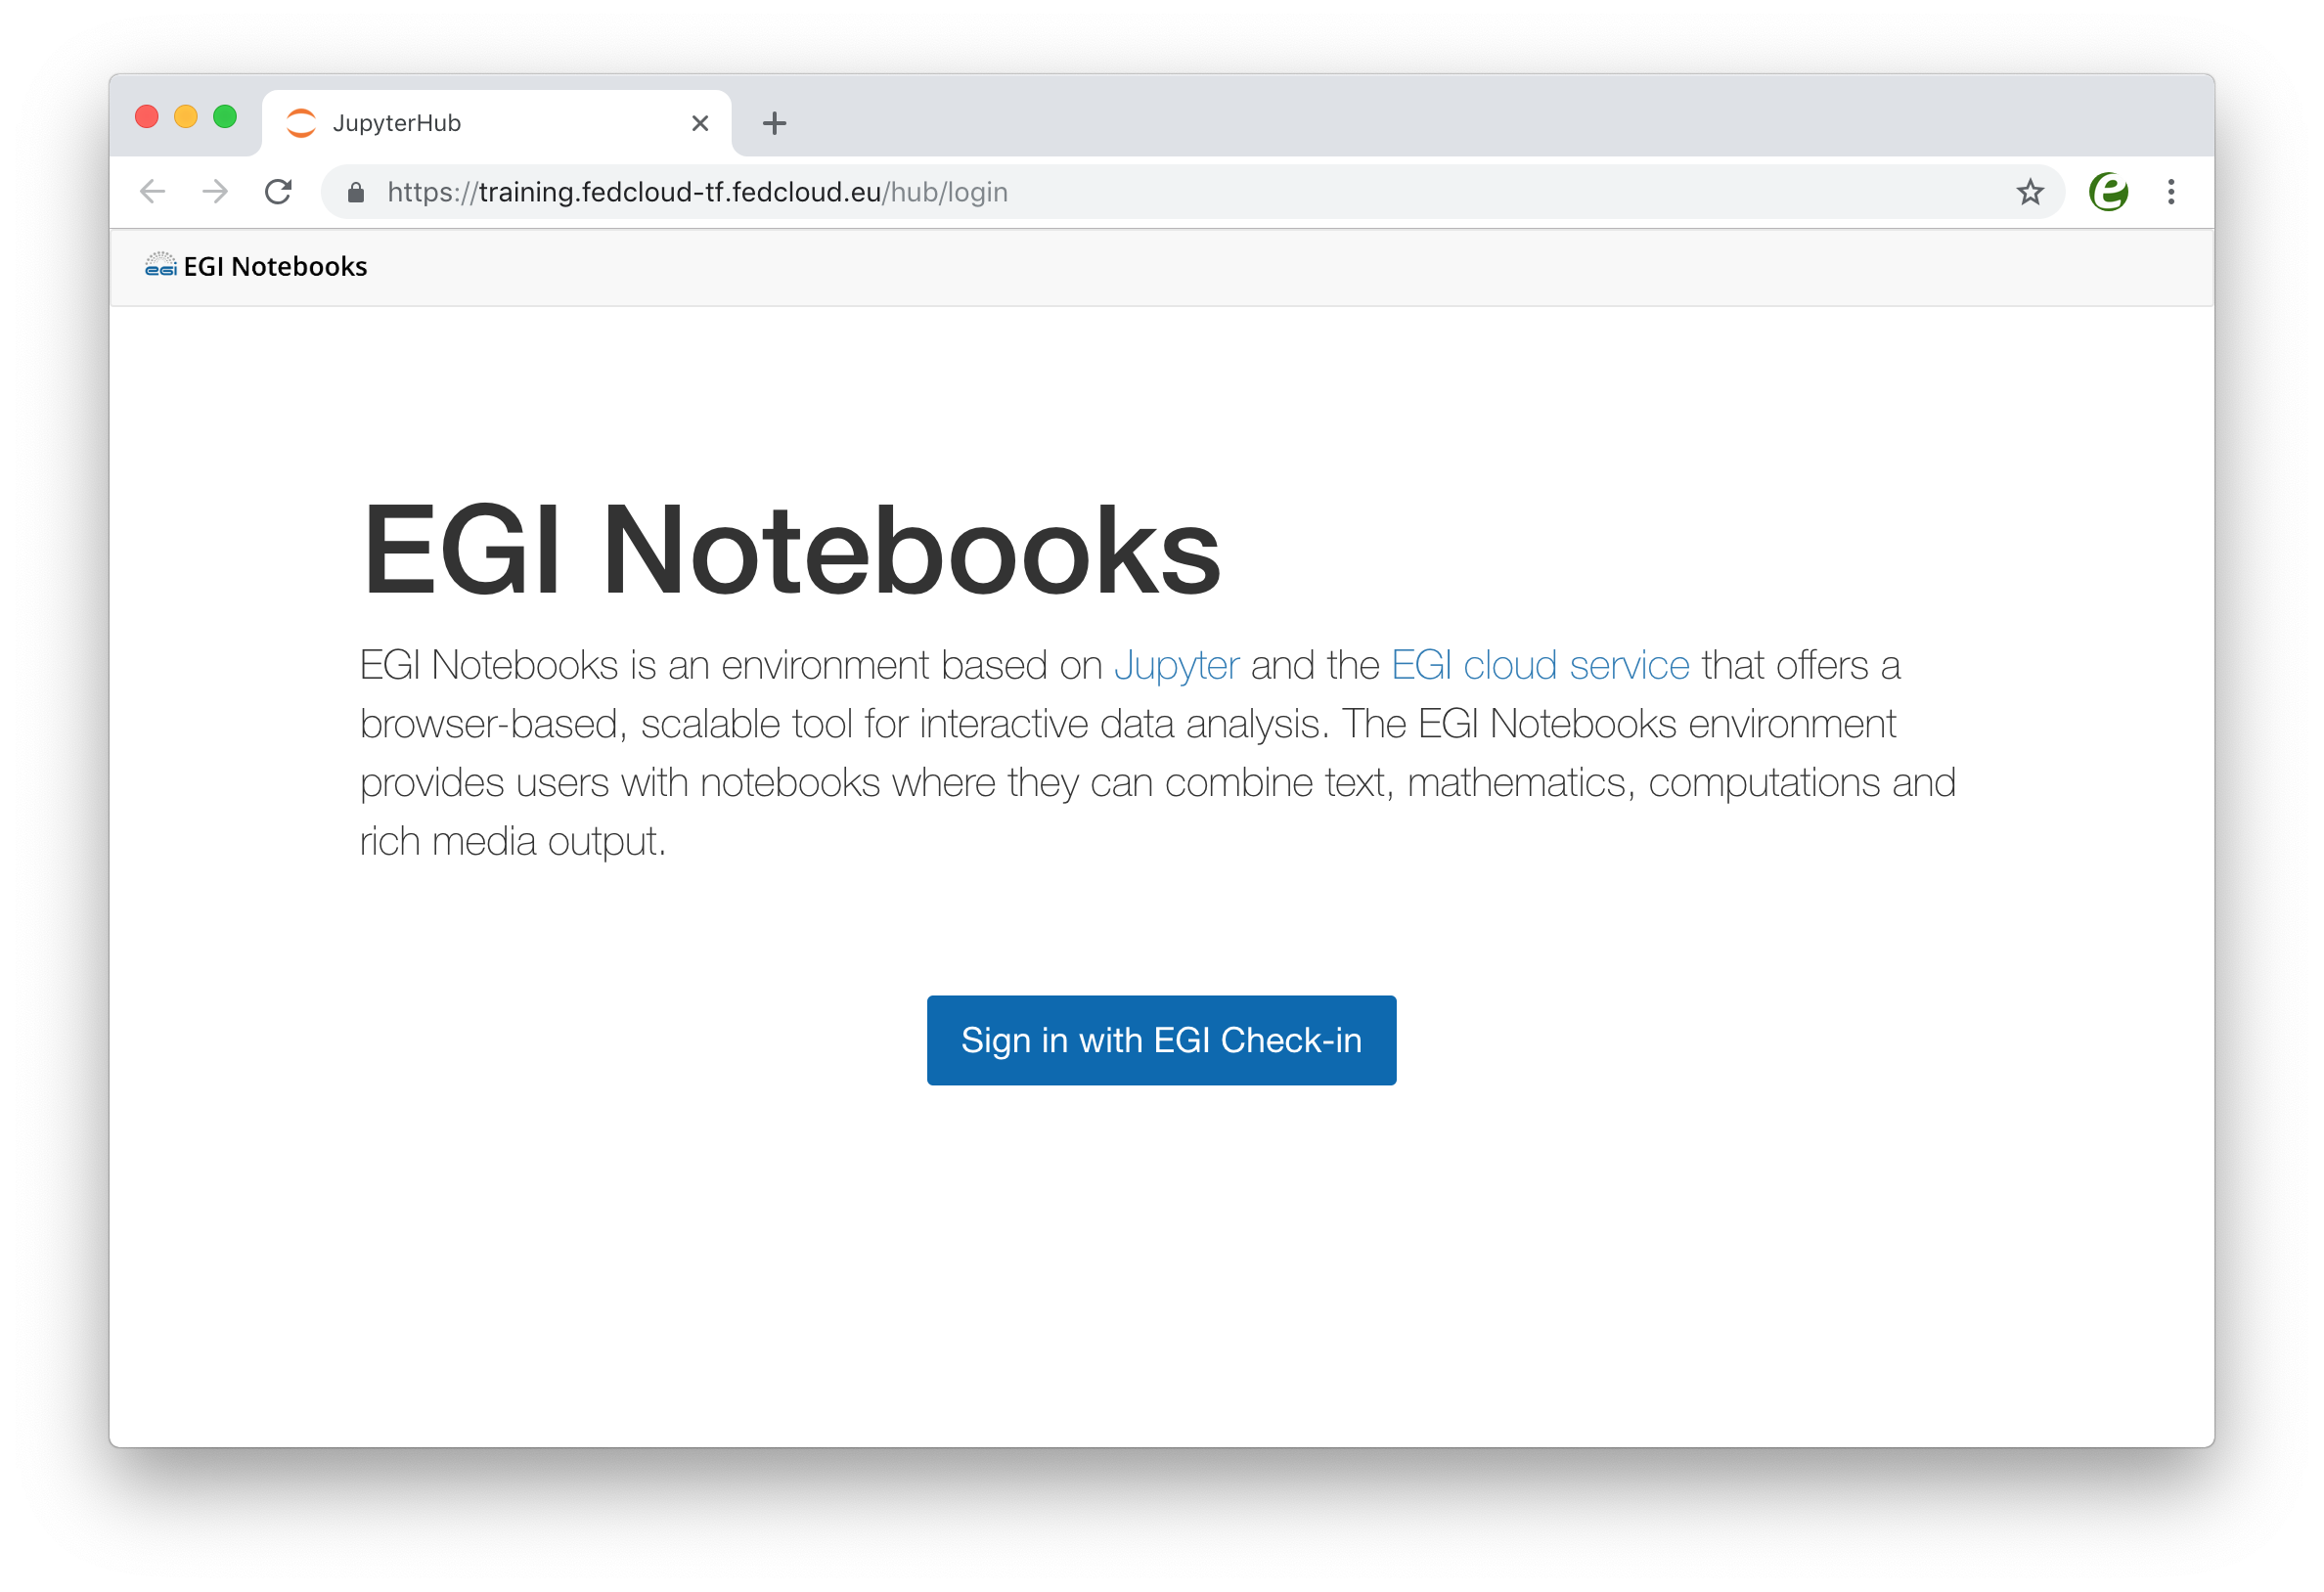 JupyterHub
https://training.fedcloud-tf.fedcloud.eu/hub/login
egi EGI Notebooks
EGI Notebooks
EGI Notebooks is an environment based on Jupyter and the EGI cloud service that offers a
browser-based, scalable tool for interactive data analysis. The EGI Notebooks environment
provides users with notebooks where they can combine text, mathematics, computations and
rich media output.
Sign in with EGI Check-in